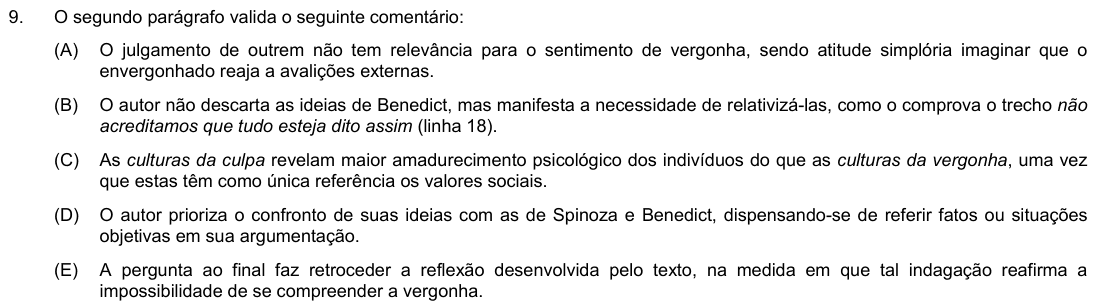 9. O segundo parágrafo valida o seguinte comentário:
(A) O julgamento de outrem não tem relevância para o sentimento de vergonha, sendo atitude simplória imaginar que o
envergonhado reaja a avalições externas.
(B) O autor não descarta as ideias de Benedict, mas manifesta a necessidade de relativizá-las, como o comprova o trecho não
acreditamos que tudo esteja dito assim (linha 18).
(C) As culturas da culpa revelam maior amadurecimento psicológico dos indivíduos do que as culturas da vergonha, uma vez
que estas têm como única referência os valores sociais.
(D) O autor prioriza o confronto de suas ideias com as de Spinoza e Benedict, dispensando-se de referir fatos ou situações
objetivas em sua argumentação.
(E) A pergunta ao final faz retroceder a reflexão desenvolvida pelo texto, na medida em que tal indagação reafirma a
impossibilidade de se compreender a vergonha.